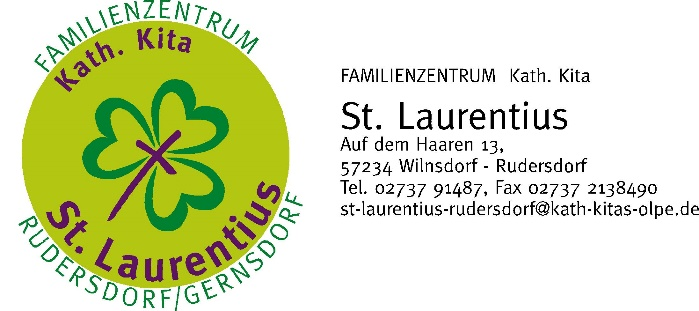 FAMILIENZENTRUM
Kath. Kita
St. Laurentius
RUDERSDORF/GERNSDORF
FAMILIENZENTRUM Kath. Kita
St. Laurentius
Auf dem Haaren 13,
57234 Wilnsdorf - Rudersdorf
Tel. 02737 91487, Fax 02737 2138490
st-laurentius-rudersdorf@kath-kitas-olpe.de